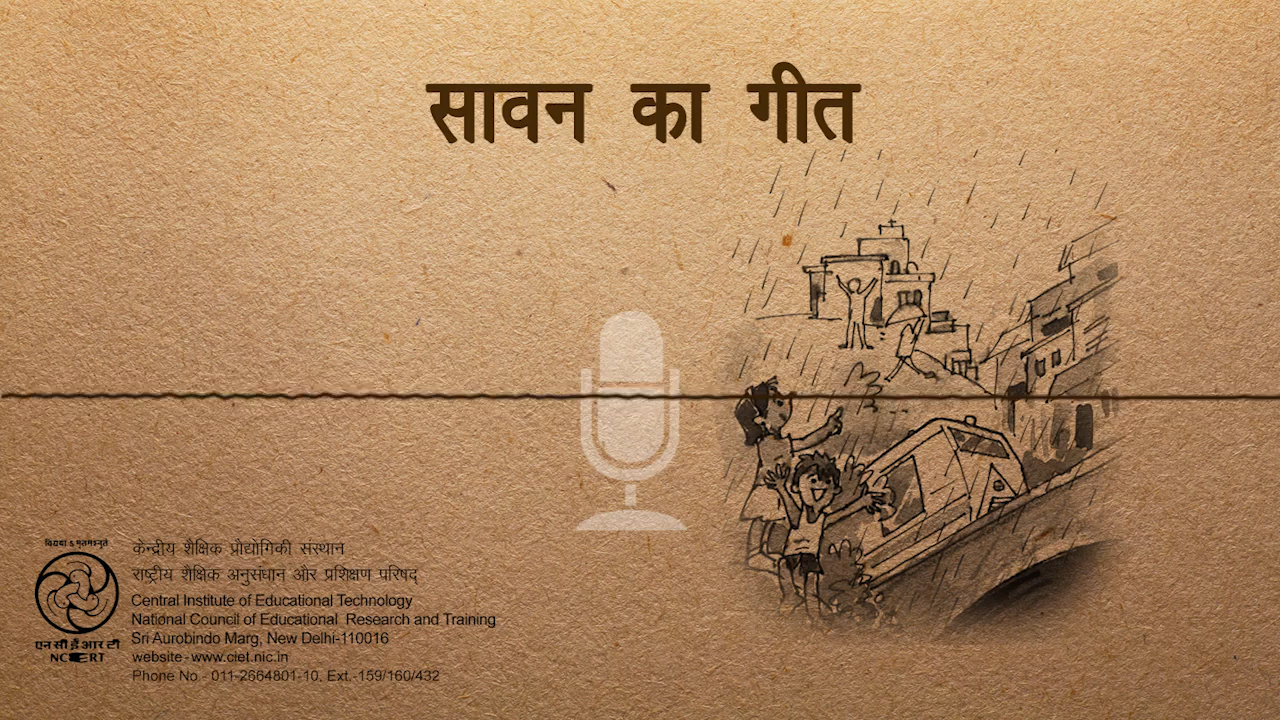 सावन का गीत
विद्यया ऽ मृतमश्नुते
एन सी ई आर टी
NCERT
केन्द्रीय शैक्षिक प्रौद्योगिकी संस्थान
राष्ट्रीय शैक्षिक अनुसंधान और प्रशिक्षण परिषद्
Central Institute of Educational Technology
National Council of Educational Research and Training
Sri Aurobindo Marg, New Delhi-110016
website - www.ciet.nic.in
Phone No.- 011-2664801-10, Ext.-159/160/432